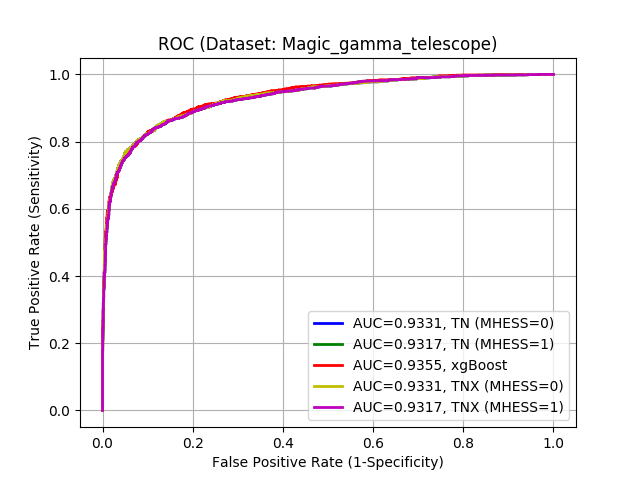 ROC (Dataset: Magic_gamma_telescope)
True Positive Rate (Sensitivity)
1.0
0.8
0.6
0.4
0.2
0.0
AUC=0.9331, TN (MHESS=0)
AUC=0.9317, TN (MHESS=1)
AUC=0.9355, xgBoost
AUC=0.9331, TNX (MHESS=0)
AUC=0.9317, TNX (MHESS=1)
0.0 0.2 0.4 0.6 0.8 1.0
False Positive Rate (1-Specificity)